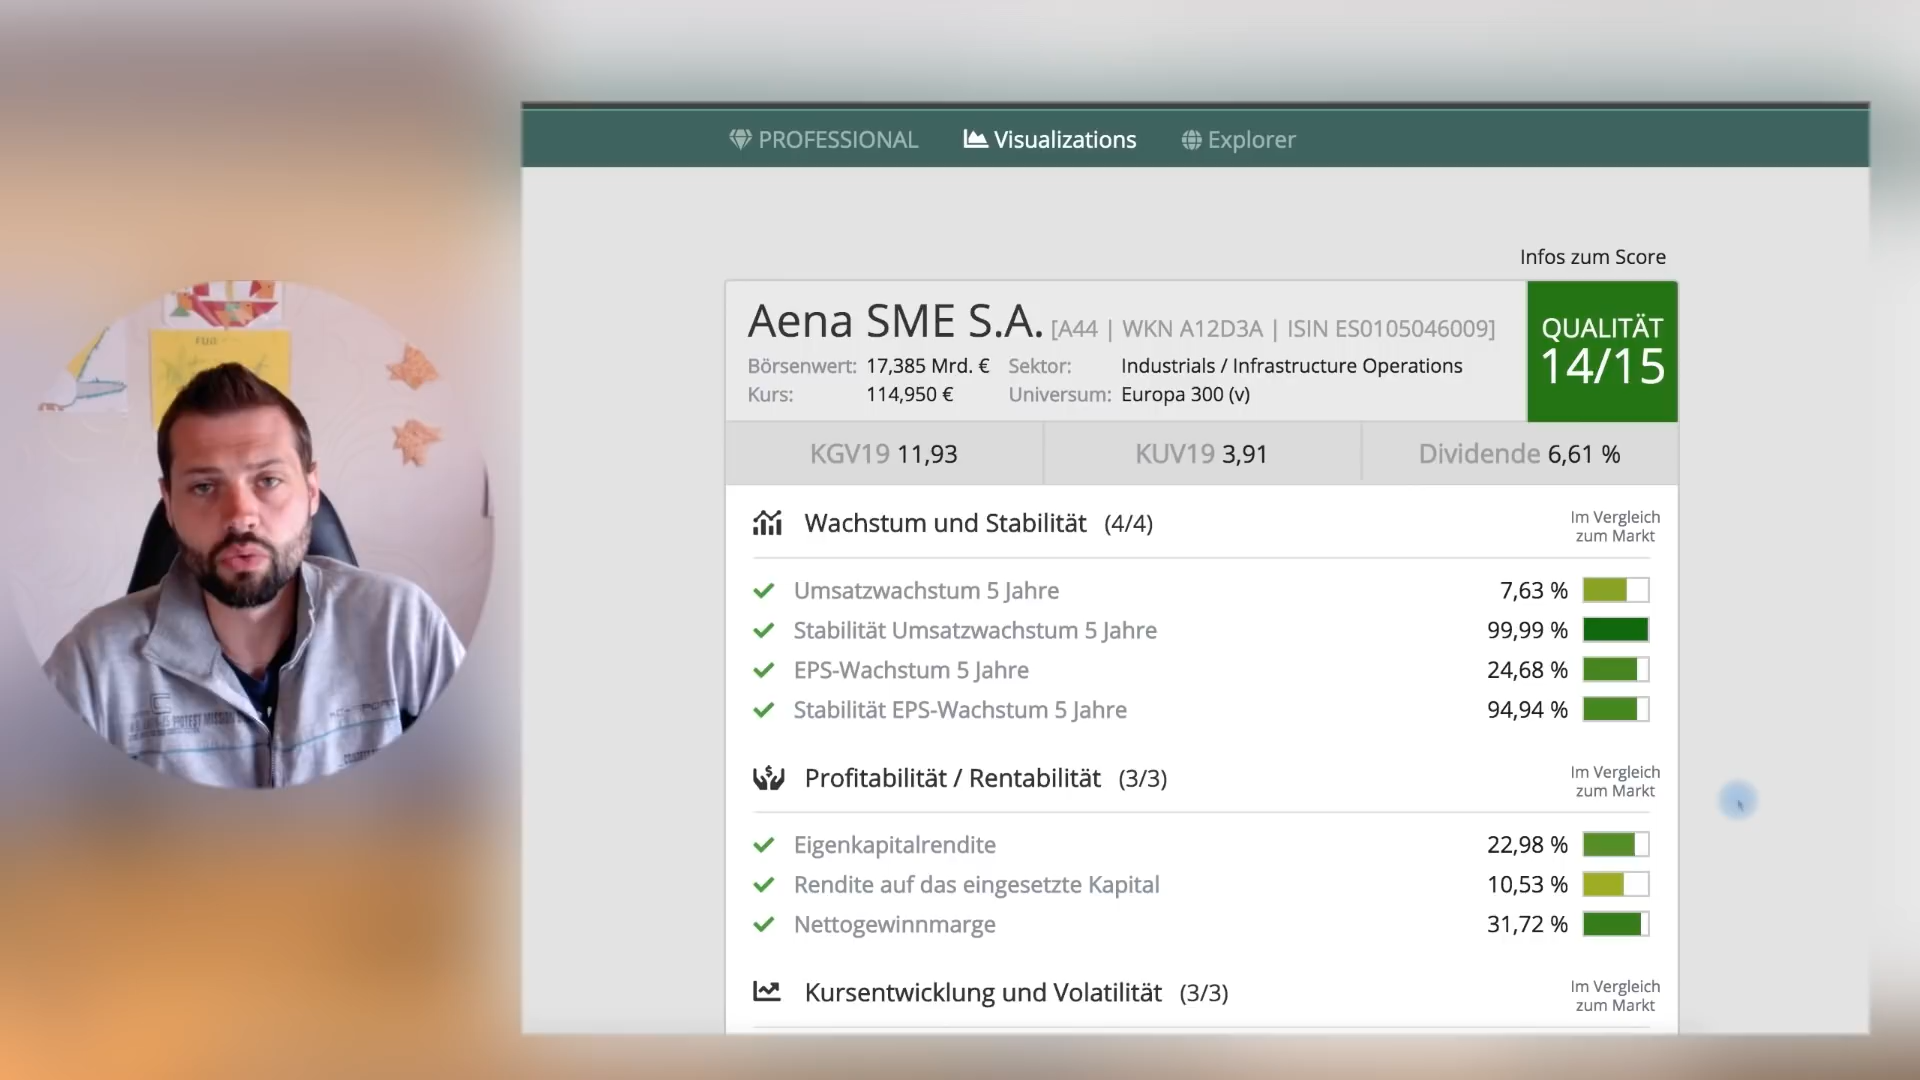 PROFESSIONAL Visualizations Explorer
Infos zum Score
Aena SME S.A. [A44 | WKN A12D3A | ISIN ES0105046009]
QUALITÄT
14/15
Börsenwert: 17,385 Mrd. € Sektor: Industrials / Infrastructure Operations
Kurs: 114,950 € Universum: Europa 300 (v)
KGV19 11,93 KUV19 3,91 Dividende 6,61 %
Wachstum und Stabilität (4/4)
Im Vergleich
zum Markt
Umsatzwachstum 5 Jahre 7,63 %
Stabilität Umsatzwachstum 5 Jahre 99,99 %
EPS-Wachstum 5 Jahre 24,68 %
Stabilität EPS-Wachstum 5 Jahre 94,94 %
Profitabilität / Rentabilität (3/3)
Im Vergleich
zum Markt
Eigenkapitalrendite 22,98 %
Rendite auf das eingesetzte Kapital 10,53 %
Nettogewinnmarge 31,72 %
Kursentwicklung und Volatilität (3/3)
Im Vergleich
zum Markt